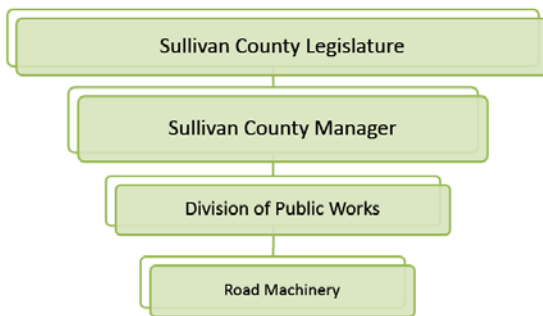 Sullivan County Legislature
Sullivan County Manager
Division of Public Works
Road Machinery